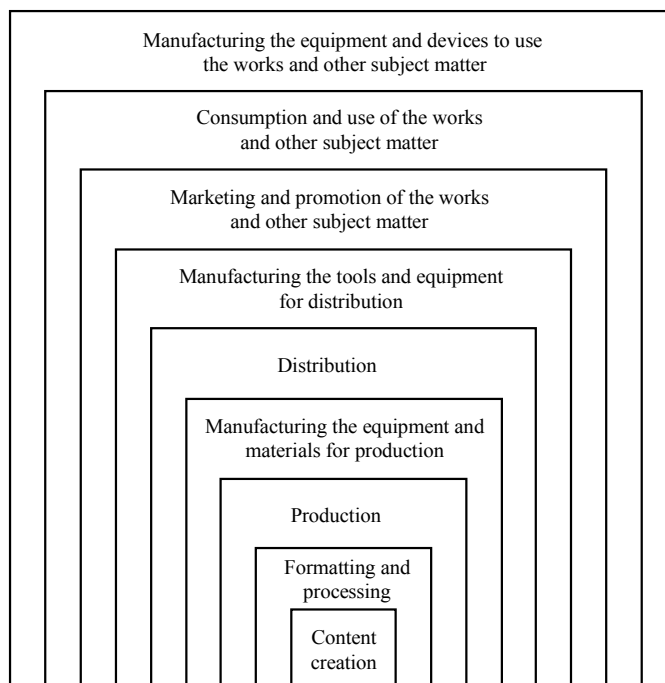 Manufacturing the equipment and devices to use
the works and other subject matter
Consumption and use of the works
and other subject matter
Marketing and promotion of the works
and other subject matter
Manufacturing the tools and equipment
for distribution
Distribution
Manufacturing the equipment and
materials for production
Production
Formatting and
processing
Content
creation